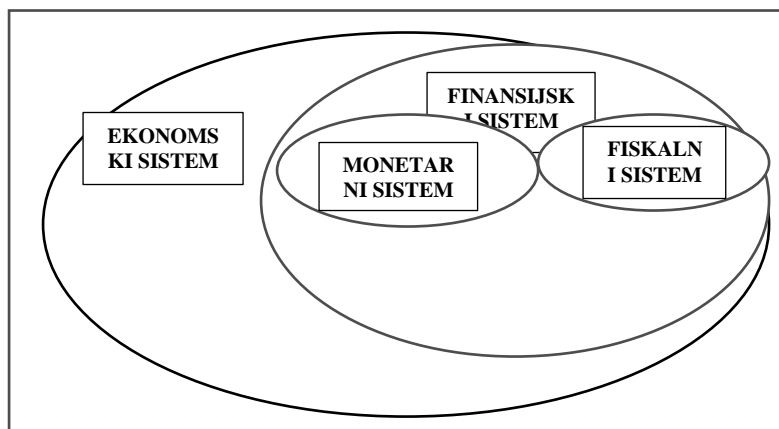 EKONOMS
KI SISTEM
FINANSIJSK
I SISTEM
MONETAR
NI SISTEM
FISKALN
I SISTEM